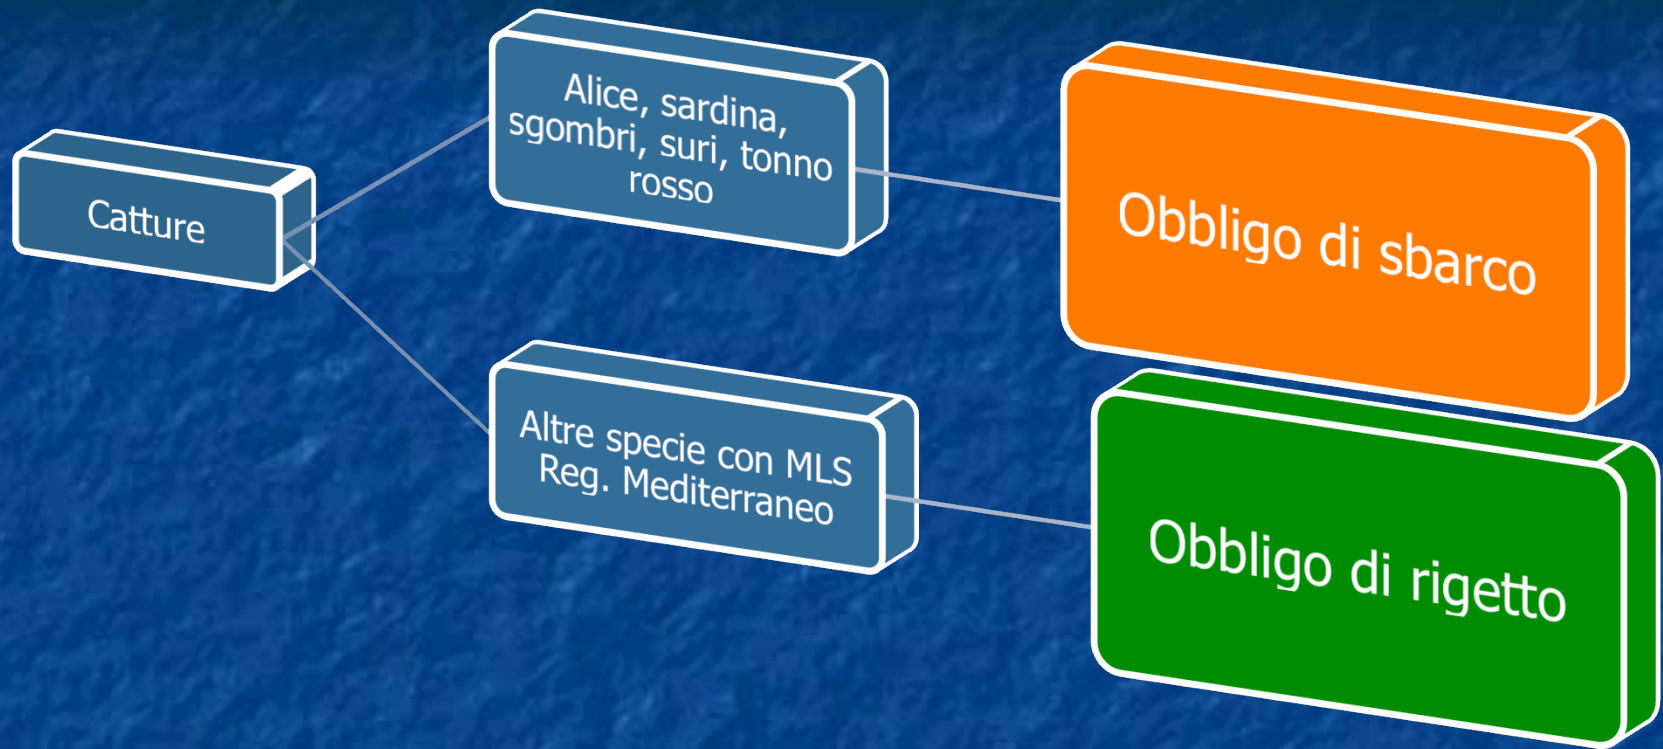 Catture
Alice, sardina,
sgombri, suri, tonno
rosso
Obbligo di sbarco
Altre specie con MLS
Reg. Mediterraneo
Obbligo di rigetto